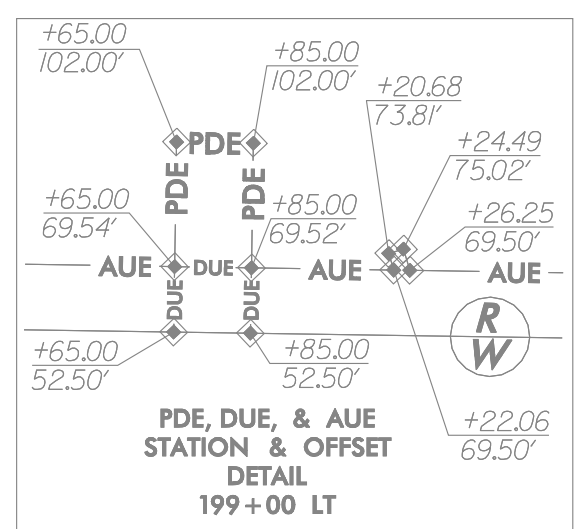 +65.00
102.00'
+85.00
102.00'
+20.68
73.81'
PDE
+24.49
75.02'
PDE
PDE
+65.00
69.54'
+85.00
69.52'
+26.25
69.50'
AUE
DUE
AUE
AUE
DUE
DUE
R
W
+65.00
52.50'
+85.00
52.50'
+22.06
69.50'
PDE, DUE, & AUE
STATION & OFFSET
DETAIL
199+00 LT